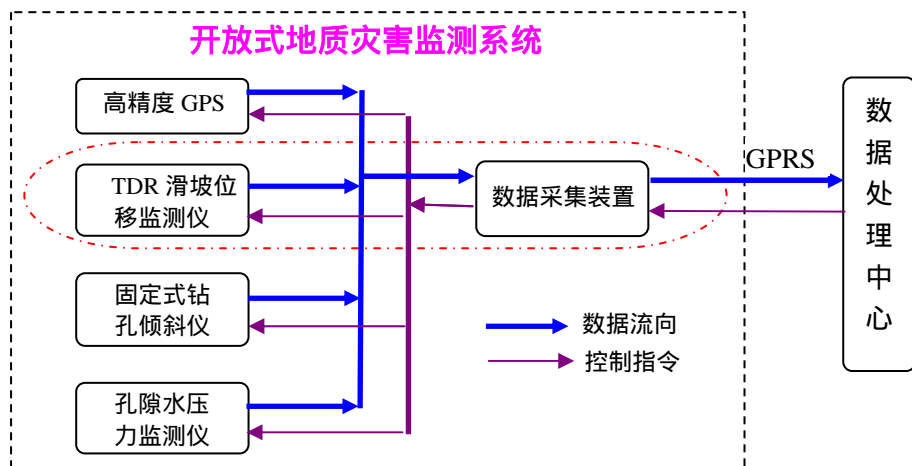 开放式地质灾害监测系统
高精度 GPS
TDR 滑坡位
移监测仪
固定式钻
孔倾斜仪
孔隙水压
力监测仪
数据采集装置
GPRS
数
据
处
理
中
心
数据流向
控制指令